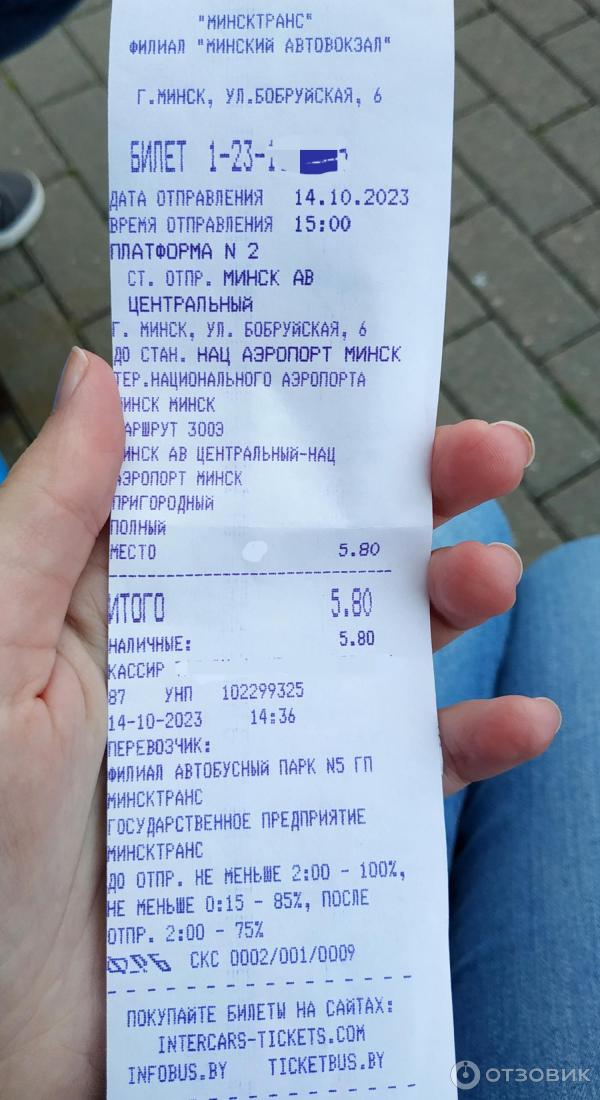 "МИНСКТРАНС"
ФИЛИАЛ "МИНСКИЙ АВТОВОКЗАЛ"
Г.МИНСК, УЛ.БОБРУЙСКАЯ, 6
БИЛЕТ 1-23-
ДАТА ОТПРАВЛЕНИЯ 14.10.2023
ВРЕМЯ ОТПРАВЛЕНИЯ 15:00
ПЛАТФОРМА N 2
СТ. ОТПР. МИНСК АВ
ЦЕНТРАЛЬНЫЙ
Г. МИНСК, УЛ. БОБРУЙСКАЯ, 6
ДО СТАН. НАЦ АЭРОПОРТ МИНСК
ТЕР.НАЦИОНАЛЬНОГО АЭРОПОРТА
МИНСК МИНСК
МАРШРУТ 300Э
МИНСК АВ ЦЕНТРАЛЬНЫЙ-НАЦ
АЭРОПОРТ МИНСК
ПРИГОРОДНЫЙ
ПОЛНЫЙ
МЕСТО 5.80
ИТОГО 5.80
НАЛИЧНЫЕ: 5.80
КАССИР
87 УНП 102299325
14-10-2023 14:36
ПЕРЕВОЗЧИК:
ФИЛИАЛ АВТОБУСНЫЙ ПАРК N5 ГП
МИНСКТРАНС
ГОСУДАРСТВЕННОЕ ПРЕДПРИЯТИЕ
МИНСКТРАНС
ДО ОТПР. НЕ МЕНЬШЕ 2:00 - 100%,
НЕ МЕНЬШЕ 0:15 - 85%, ПОСЛЕ
ОТПР. 2:00 - 75%
СКС 0002/001/0009
ПОКУПАЙТЕ БИЛЕТЫ НА САЙТАХ:
INTERCARS-TICKETS.COM
INFOBUS.BY TICKETBUS.BY
ОТЗОВИК